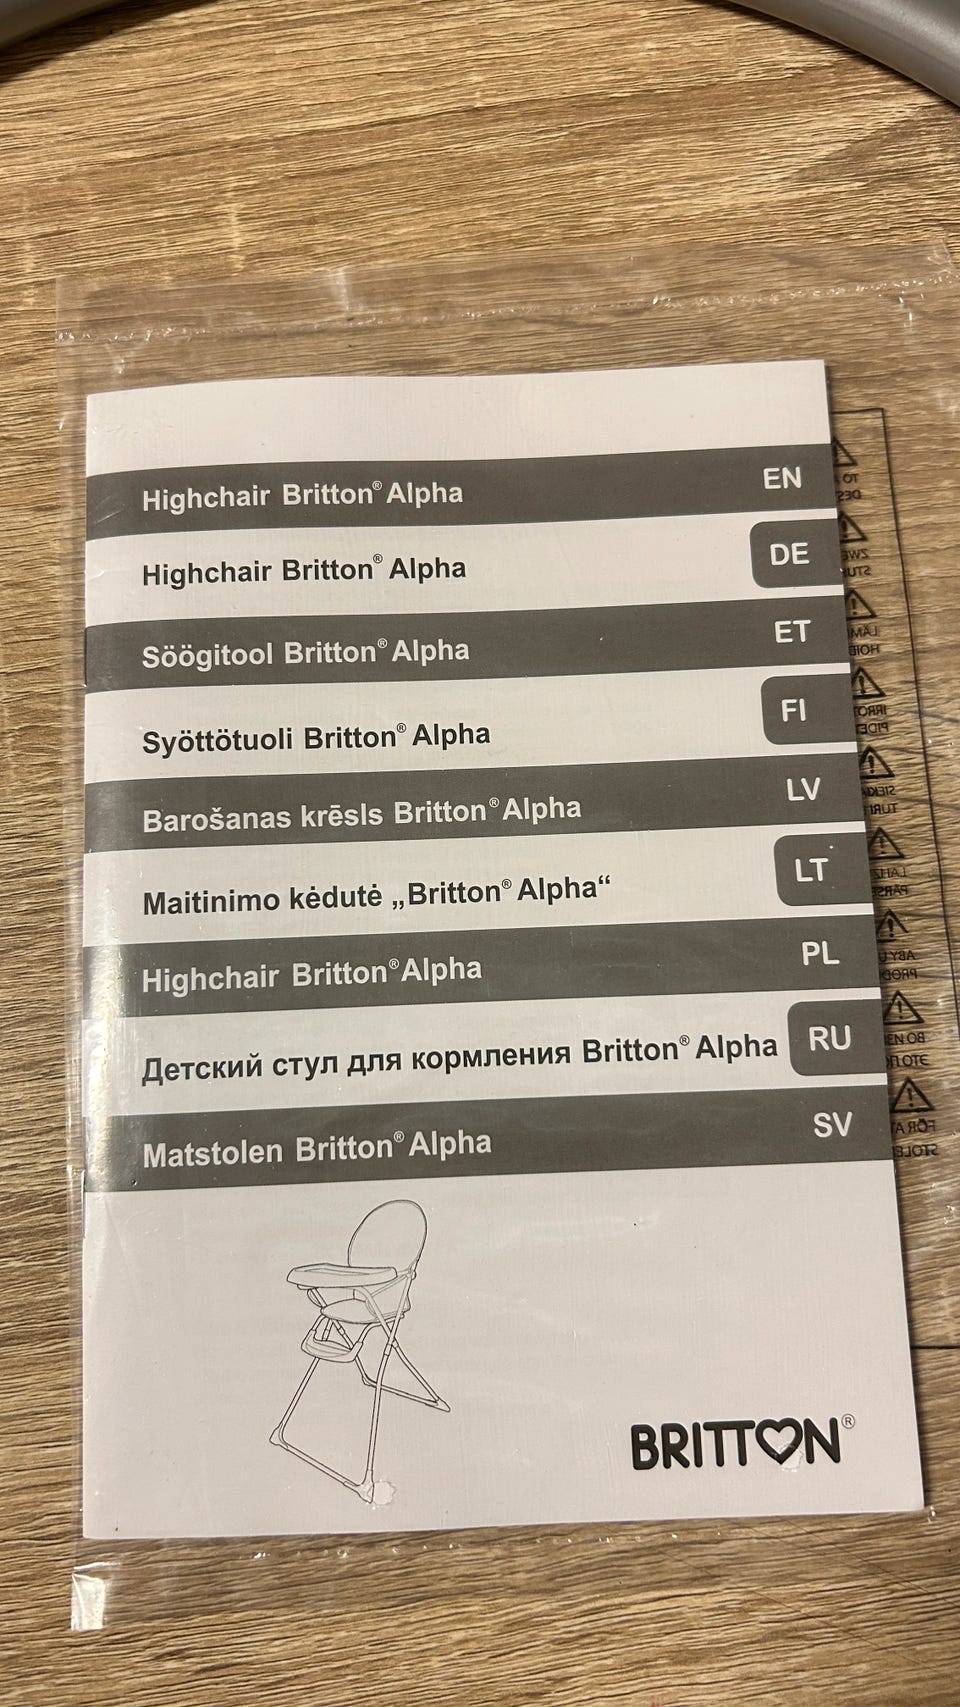 Highchair Britton® Alpha EN
Highchair Britton® Alpha DE
Söögitool Britton® Alpha ET
Syöttötuoli Britton® Alpha FI
Barošanas krēsls Britton® Alpha LV
Maitinimo kėdutė „Britton® Alpha“ LT
Highchair Britton® Alpha PL
Детский стул для кормления Britton® Alpha RU
Matstolen Britton® Alpha SV
BRITTON®